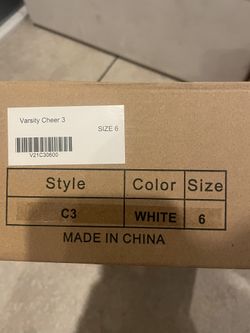 Varsity Cheer 3
SIZE 6
V21C30600
Style Color Size
C3 WHITE 6
MADE IN CHINA